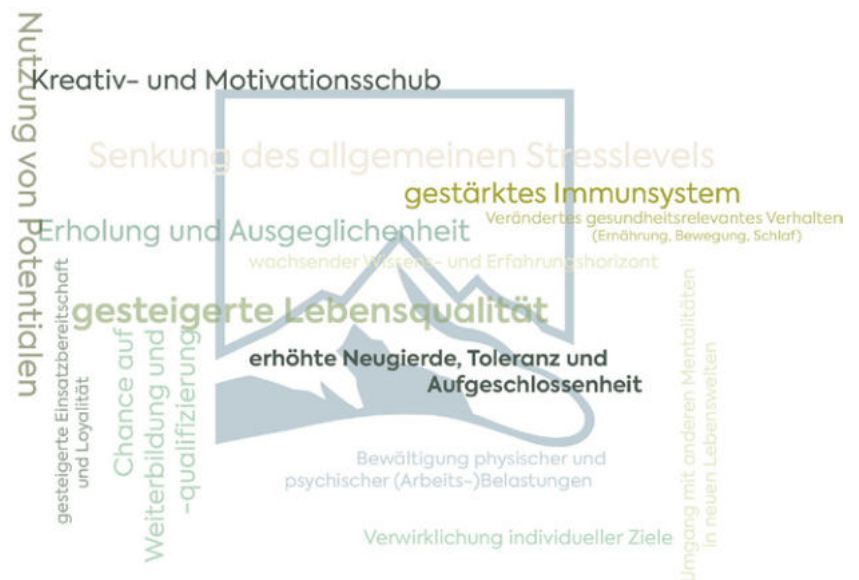 Nutzung von Potentialen
Kreativ- und Motivationsschub
Senkung des allgemeinen Stresslevels
gestärktes Immunsystem
Verändertes gesundheitsrelevantes Verhalten
(Ernährung, Bewegung, Schlaf)
Erholung und Ausgeglichenheit
wachsender Wissens- und Erfahrungshorizont
gesteigerte Lebensqualität
erhöhte Neugierde, Toleranz und
Aufgeschlossenheit
gesteigerte Einsatzbereitschaft
und Loyalität
Chance auf
Weiterbildung und
-qualifizierung
Bewältigung physischer und
psychischer (Arbeits-)Belastungen
Verwirklichung individueller Ziele
Umgang mit anderen Mentalitäten
in neuen Lebenswelten